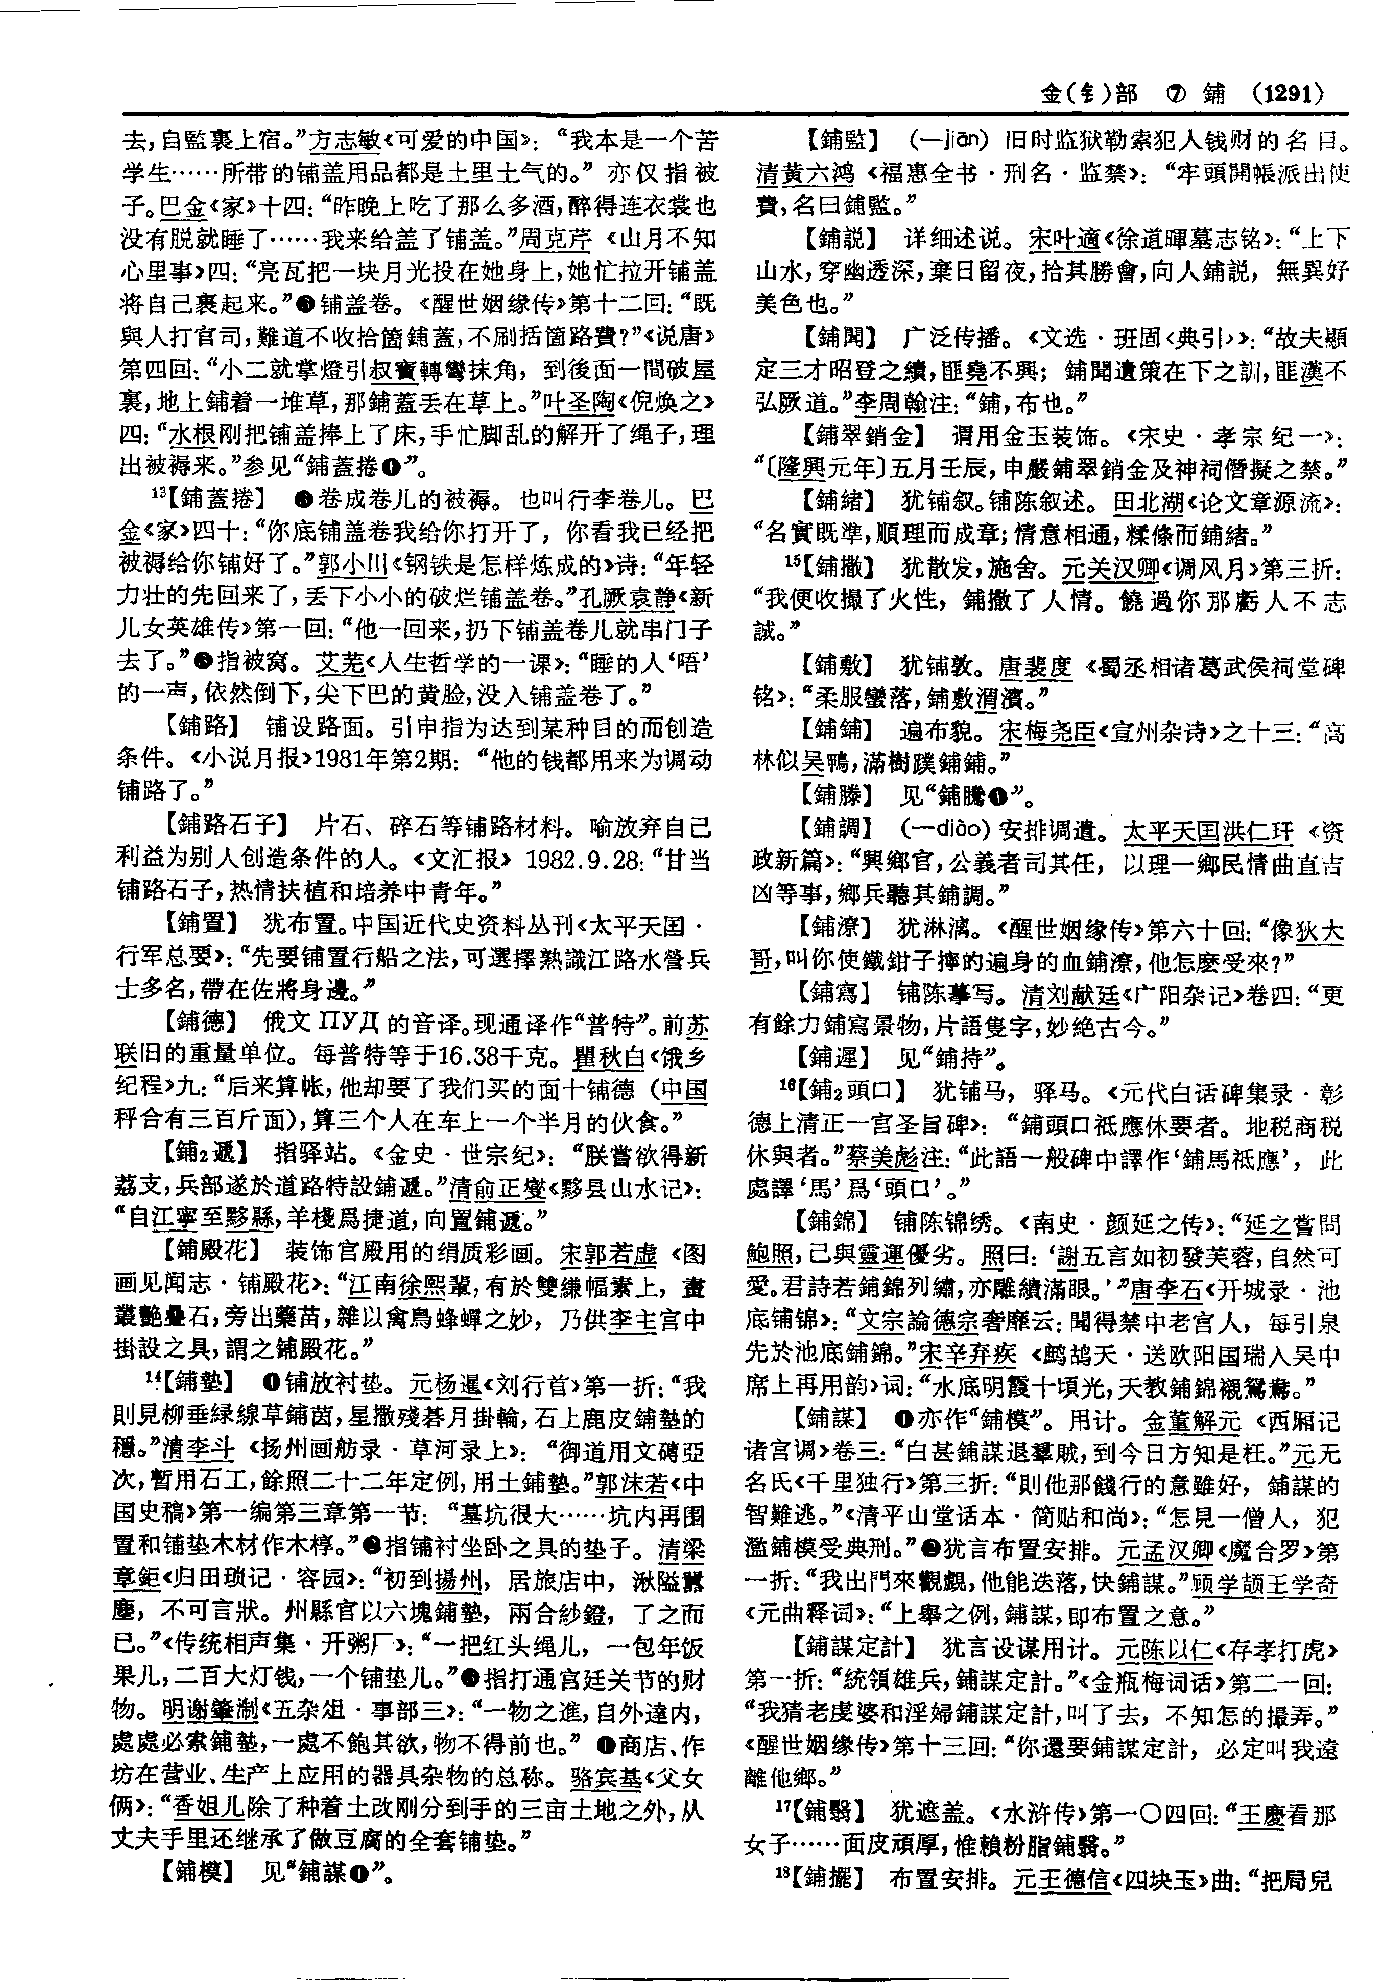 金(钅)部 ⑦ 鋪 (1291)
去,自監裏上宿。”方志敏《可爱的中国》：“我本是一个苦
学生……所带的铺盖用品都是土里土气的。”亦仅指被
子。巴金《家》十四：“昨晚上吃了那么多酒,醉得连衣裳也
没有脱就睡了……我来给盖了铺盖。”周克芹《山月不知
心里事》四：“亮瓦把一块月光投在她身上,她忙拉开铺盖
将自己裹起来。”❸铺盖卷。《醒世姻缘传》第十二回：“既
與人打官司,難道不收拾箇鋪蓋,不刷括箇路費?”《说唐》
第四回：“小二就掌燈引叔寶轉彎抹角，到後面一間破屋
裏,地上鋪着一堆草,那鋪蓋丢在草上。”叶圣陶《倪焕之》
四：“水根刚把铺盖捧上了床,手忙脚乱的解开了绳子,理
出被褥来。”参见“鋪蓋捲❶”。
13【鋪蓋捲】 ❶卷成卷儿的被褥。也叫行李卷儿。巴
金《家》四十：“你底铺盖卷我给你打开了，你看我已经把
被褥给你铺好了。”郭小川《钢铁是怎样炼成的》诗：“年轻
力壮的先回来了,丢下小小的破烂铺盖卷。”孔厥袁静《新
儿女英雄传》第一回：“他一回来,扔下铺盖卷儿就串门子
去了。”❷指被窝。艾芜《人生哲学的一课》：“睡的人‘唔’
的一声,依然倒下,尖下巴的黄脸,没入铺盖卷了。”
【鋪路】 铺设路面。引申指为达到某种目的而创造
条件。《小说月报》1981年第2期：“他的钱都用来为调动
铺路了。”
【鋪路石子】 片石、碎石等铺路材料。喻放弃自己
利益为别人创造条件的人。《文汇报》1982.9.28：“甘当
铺路石子,热情扶植和培养中青年。”
【鋪置】 犹布置。中国近代史资料丛刊《太平天囯·
行军总要》：“先要铺置行船之法,可選擇熟識江路水營兵
士多名,帶在佐將身邊。”
【鋪德】 俄文ПУД的音译。现通译作“普特”。前苏
联旧的重量单位。每普特等于16.38千克。瞿秋白《饿乡
纪程》九：“后来算帐,他却要了我们买的面十铺德（中国
秤合有三百斤面）,算三个人在车上一个半月的伙食。”
【鋪2遞】 指驿站。《金史·世宗纪》：“朕嘗欲得新
荔支,兵部遂於道路特設鋪遞。”清俞正燮《黟县山水记》：
“自江寧至黟縣,羊棧爲捷道,向置鋪遞。”
【鋪殿花】 装饰宫殿用的绢质彩画。宋郭若虚《图
画见闻志·铺殿花》：“江南徐熙輩,有於雙縑幅素上，畫
叢艷疊石,旁出藥苗,雜以禽鳥蜂蟬之妙，乃供李主宫中
掛設之具,謂之鋪殿花。”
14【鋪墊】 ❶铺放衬垫。元杨暹《刘行首》第一折：“我
則見柳垂緑線草鋪茵,星撒殘碁月掛輪,石上鹿皮鋪墊的
穩。”清李斗《扬州画舫录·草河录上》：“御道用文磚亞
次,暫用石工,餘照二十二年定例,用土鋪墊。”郭沫若《中
国史稿》第一编第三章第一节：“墓坑很大……坑内再围
置和铺垫木材作木椁。”❷指铺衬坐卧之具的垫子。清梁
章鉅《归田琐记·容园》：“初到揚州，居旅店中，湫隘囂
塵，不可言狀。州縣官以六塊鋪墊，兩合紗鐙，了之而
已。”《传统相声集·开粥厂》：“一把红头绳儿，一包年饭
果儿,二百大灯钱,一个铺垫儿。”❸指打通宫廷关节的财
物。明谢肇淛《五杂俎·事部三》：“一物之進,自外達内,
處處必索鋪墊,一處不飽其欲,物不得前也。”❹商店、作
坊在营业、生产上应用的器具杂物的总称。骆宾基《父女
俩》：“香姐儿除了种着土改刚分到手的三亩土地之外,从
丈夫手里还继承了做豆腐的全套铺垫。”
【鋪模】 见“鋪謀❶”。
【鋪監】 （—jiān）旧时监狱勒索犯人钱财的名目。
清黄六鸿《福惠全书·刑名·监禁》：“牢頭開帳派出使
費,名曰鋪監。”
【鋪説】 详细述说。宋叶適《徐道暉墓志铭》：“上下
山水,穿幽透深,棄日留夜,拾其勝會,向人鋪説，無異好
美色也。”
【鋪聞】 广泛传播。《文选·班固〈典引〉》：“故夫顯
定三才昭登之績,匪堯不興；鋪聞遺策在下之訓,匪漢不
弘厥道。”李周翰注：“鋪,布也。”
【鋪翠銷金】 谓用金玉装饰。《宋史·孝宗纪一》：
“〔隆興元年〕五月壬辰,申嚴鋪翠銷金及神祠僭擬之禁。”
【鋪緒】 犹铺叙。铺陈叙述。田北湖《论文章源流》：
“名實既準,順理而成章；情意相通,糅條而鋪緒。”
15【鋪撒】 犹散发,施舍。元关汉卿《调风月》第三折：
“我便收撮了火性，鋪撒了人情。饒過你那虧人不志
誠。”
【鋪敷】 犹铺敦。唐裴度《蜀丞相诸葛武侯祠堂碑
铭》：“柔服蠻落,鋪敷渭濱。”
【鋪鋪】 遍布貌。宋梅尧臣《宣州杂诗》之十三：“高
林似吴鴨,滿樹蹼鋪鋪。”
【鋪滕】 见“鋪騰❶”。
【鋪調】 （—diào）安排调遣。太平天囯洪仁玕《资
政新篇》：“興鄉官,公義者司其任，以理一鄉民情曲直吉
凶等事,鄉兵聽其鋪調。”
【鋪潦】 犹淋漓。《醒世姻缘传》第六十回：“像狄大
哥,叫你使鐵鉗子擰的遍身的血鋪潦,他怎麽受來?”
【鋪寫】 铺陈摹写。清刘献廷《广阳杂记》卷四：“更
有餘力鋪寫景物,片語隻字,妙絶古今。”
【鋪遲】 见“鋪持”。
16【鋪2頭口】 犹铺马，驿马。《元代白话碑集录·彰
德上清正一宫圣旨碑》：“鋪頭口祗應休要者。地税商税
休與者。”蔡美彪注：“此語一般碑中譯作‘鋪馬祗應’，此
處譯‘馬’爲‘頭口’。”
【鋪錦】 铺陈锦绣。《南史·颜延之传》：“延之嘗問
鮑照,己與靈運優劣。照曰：‘謝五言如初發芙蓉,自然可
愛。君詩若鋪錦列繡,亦雕繢滿眼。’”唐李石《开城录·池
底铺锦》：“文宗論德宗奢靡云：聞得禁中老宫人，每引泉
先於池底鋪錦。”宋辛弃疾《鹧鸪天·送欧阳国瑞入吴中
席上再用韵》词：“水底明霞十頃光,天教鋪錦襯鴛鴦。”
【鋪謀】 ❶亦作“鋪模”。用计。金董解元《西厢记
诸宫调》卷三：“白甚鋪謀退羣賊,到今日方知是枉。”元无
名氏《千里独行》第三折：“則他那餞行的意雖好，鋪謀的
智難逃。”《清平山堂话本·简贴和尚》：“怎見一僧人，犯
濫鋪模受典刑。”❷犹言布置安排。元孟汉卿《魔合罗》第
一折：“我出門來觀覷,他能迭落,快鋪謀。”顾学颉王学奇
《元曲释词》：“上舉之例,鋪謀,即布置之意。”
【鋪謀定計】 犹言设谋用计。元陈以仁《存孝打虎》
第一折：“統領雄兵,鋪謀定計。”《金瓶梅词话》第二一回：
“我猜老虔婆和淫婦鋪謀定計,叫了去，不知怎的撮弄。”
《醒世姻缘传》第十三回：“你還要鋪謀定計，必定叫我遠
離他鄉。”
17【鋪翳】 犹遮盖。《水浒传》第一〇四回：“王慶看那
女子……面皮頑厚,惟賴粉脂鋪翳。”
18【鋪擺】 布置安排。元王德信《四块玉》曲：“把局兒